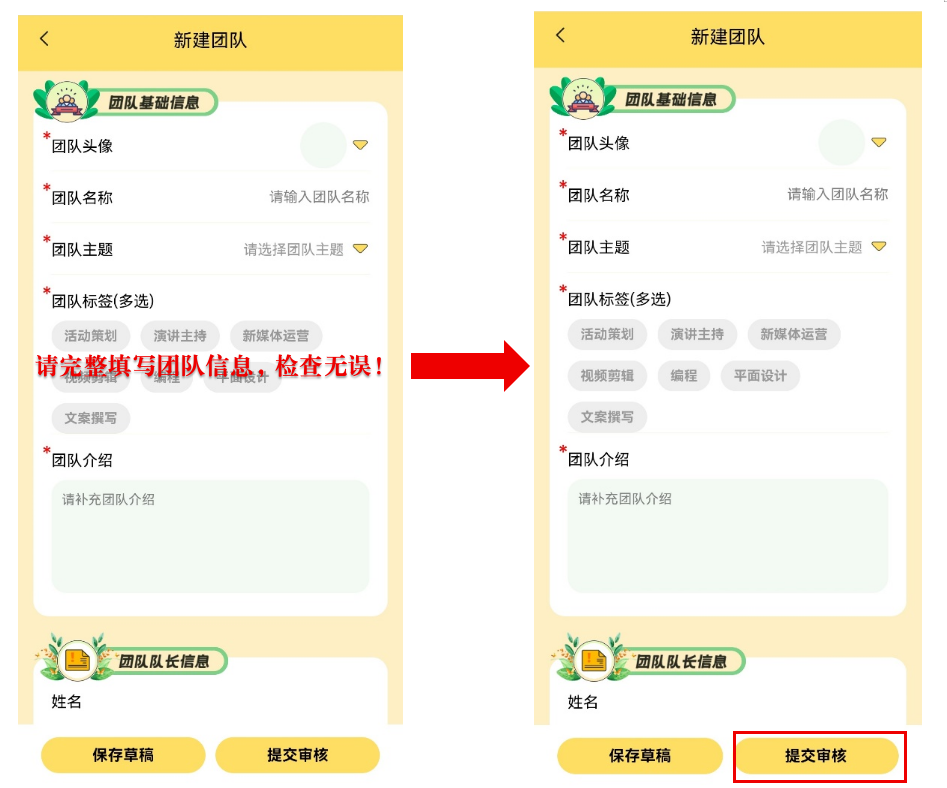 新建团队
团队基础信息
*团队头像
*团队名称 请输入团队名称
*团队主题 请选择团队主题
*团队标签(多选)
活动策划 演讲主持 新媒体运营
请完整填写团队信息，检查无误！
视频剪辑 编程 平面设计
文案撰写
*团队介绍
请补充团队介绍
团队队长信息
姓名
保存草稿 提交审核
新建团队
团队基础信息
*团队头像
*团队名称 请输入团队名称
*团队主题 请选择团队主题
*团队标签(多选)
活动策划 演讲主持 新媒体运营
视频剪辑 编程 平面设计
文案撰写
*团队介绍
请补充团队介绍
团队队长信息
姓名
保存草稿 提交审核